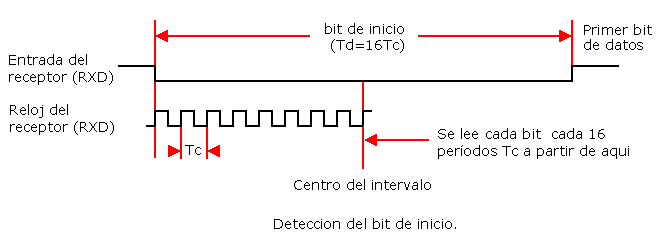 bit de inicio
(Td=16Tc)
Primer bit
de datos
Entrada del
receptor (RXD)
Reloj del
receptor (RXD)
Tc
Se lee cada bit cada 16
períodos Tc a partir de aqui
Centro del intervalo
Deteccion del bit de inicio.